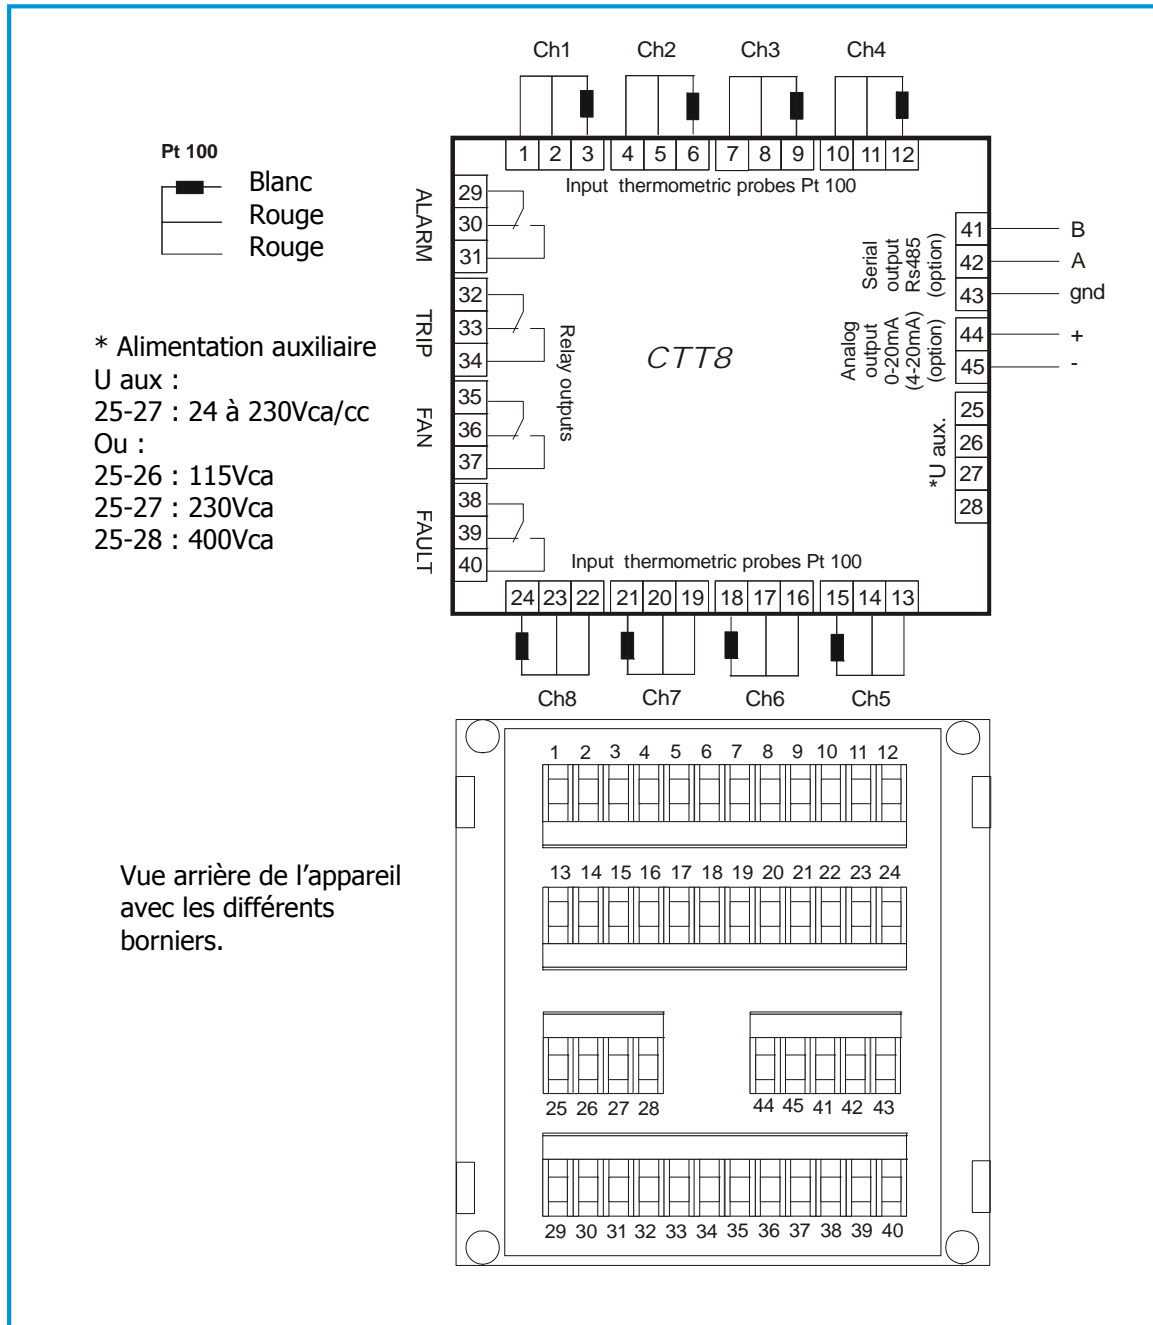 Ch1 Ch2 Ch3 Ch4
1 2 3 4 5 6 7 8 9 10 11 12
Input thermometric probes Pt 100
Pt 100
Blanc
Rouge
Rouge
* Alimentation auxiliaire
U aux :
25-27 : 24 à 230Vca/cc
Ou :
25-26 : 115Vca
25-27 : 230Vca
25-28 : 400Vca
ALARM
29
30
31
TRIP
32
33
34
FAN
35
36
37
FAULT
38
39
40
Relay outputs
CTT8
Serial
output
Rs485
(option)
41 B
42 A
43 gnd
Analog
output
0-20mA
(4-20mA)
(option)
44 +
45 -
*U aux.
25
26
27
28
Input thermometric probes Pt 100
24 23 22 21 20 19 18 17 16 15 14 13
Ch8 Ch7 Ch6 Ch5
Vue arrière de l’appareil
avec les différents
borniers.
1 2 3 4 5 6 7 8 9 10 11 12
13 14 15 16 17 18 19 20 21 22 23 24
25 26 27 28
44 45 41 42 43
29 30 31 32 33 34 35 36 37 38 39 40